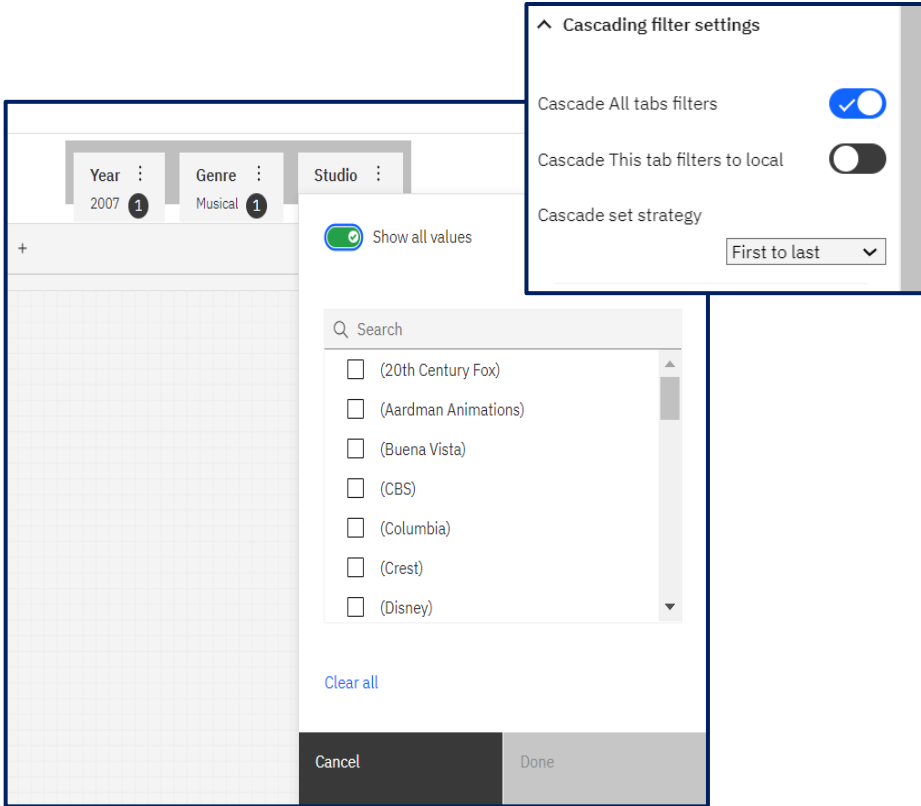 Cascading filter settings
Cascade All tabs filters
Cascade This tab filters to local
Cascade set strategy
First to last
Year
2007 1
Genre
Musical 1
Studio
+
Show all values
Search
(20th Century Fox)
(Aardman Animations)
(Buena Vista)
(CBS)
(Columbia)
(Crest)
(Disney)
Clear all
Cancel
Done